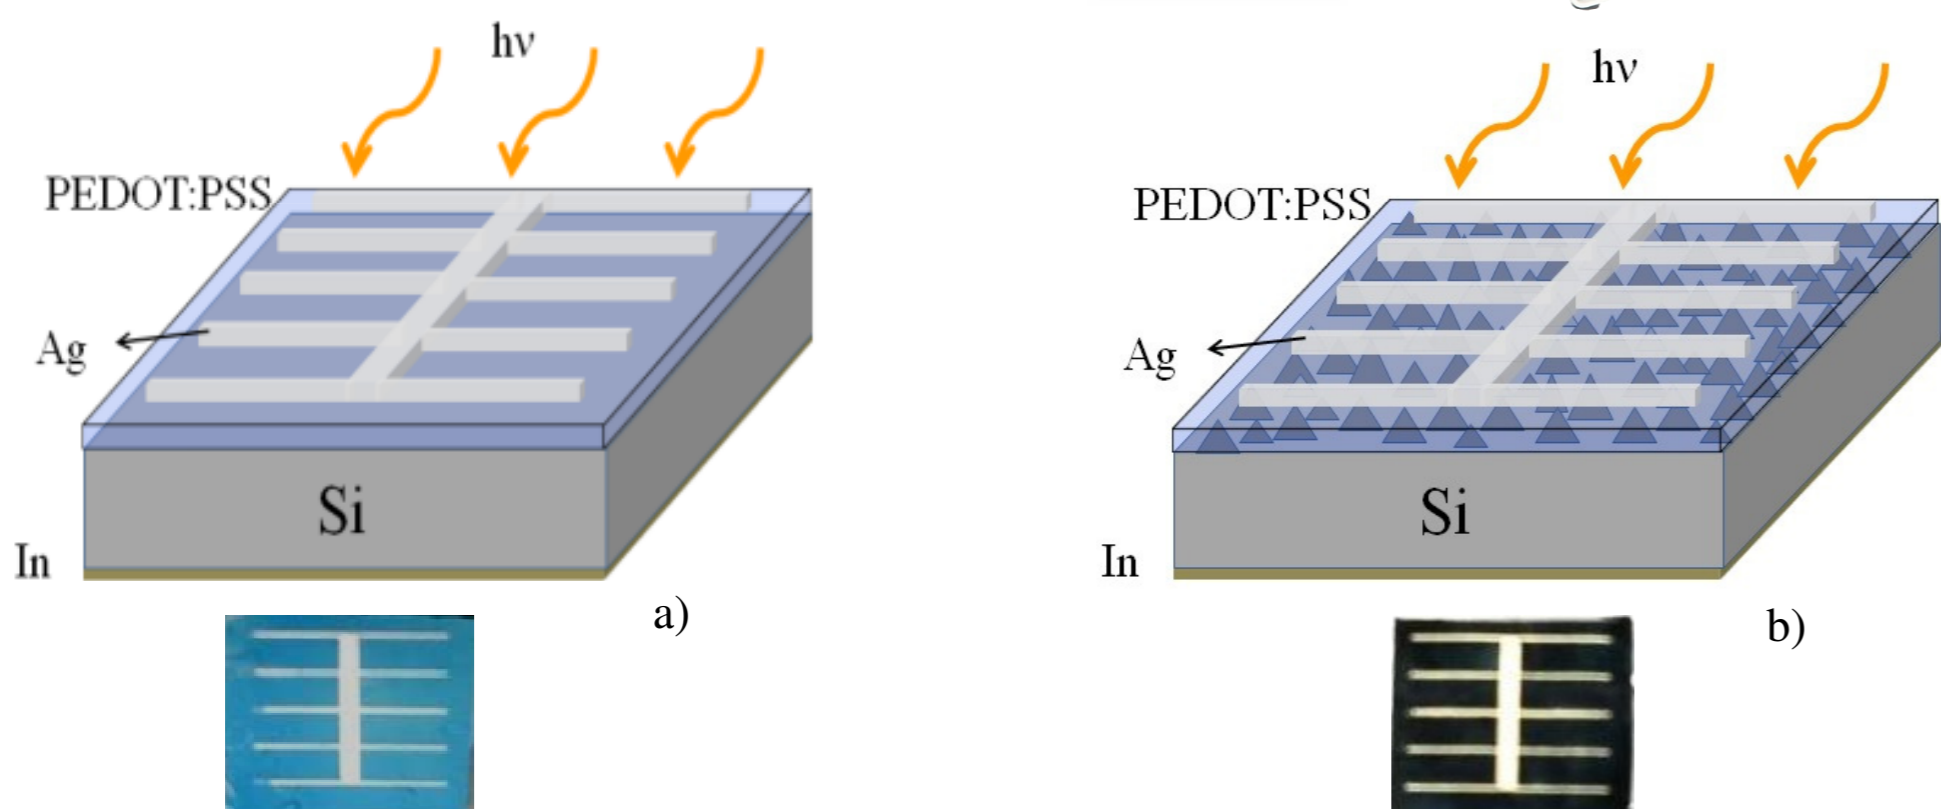 hν
PEDOT:PSS
Ag
Si
In
a)
hν
PEDOT:PSS
Ag
Si
In
b)